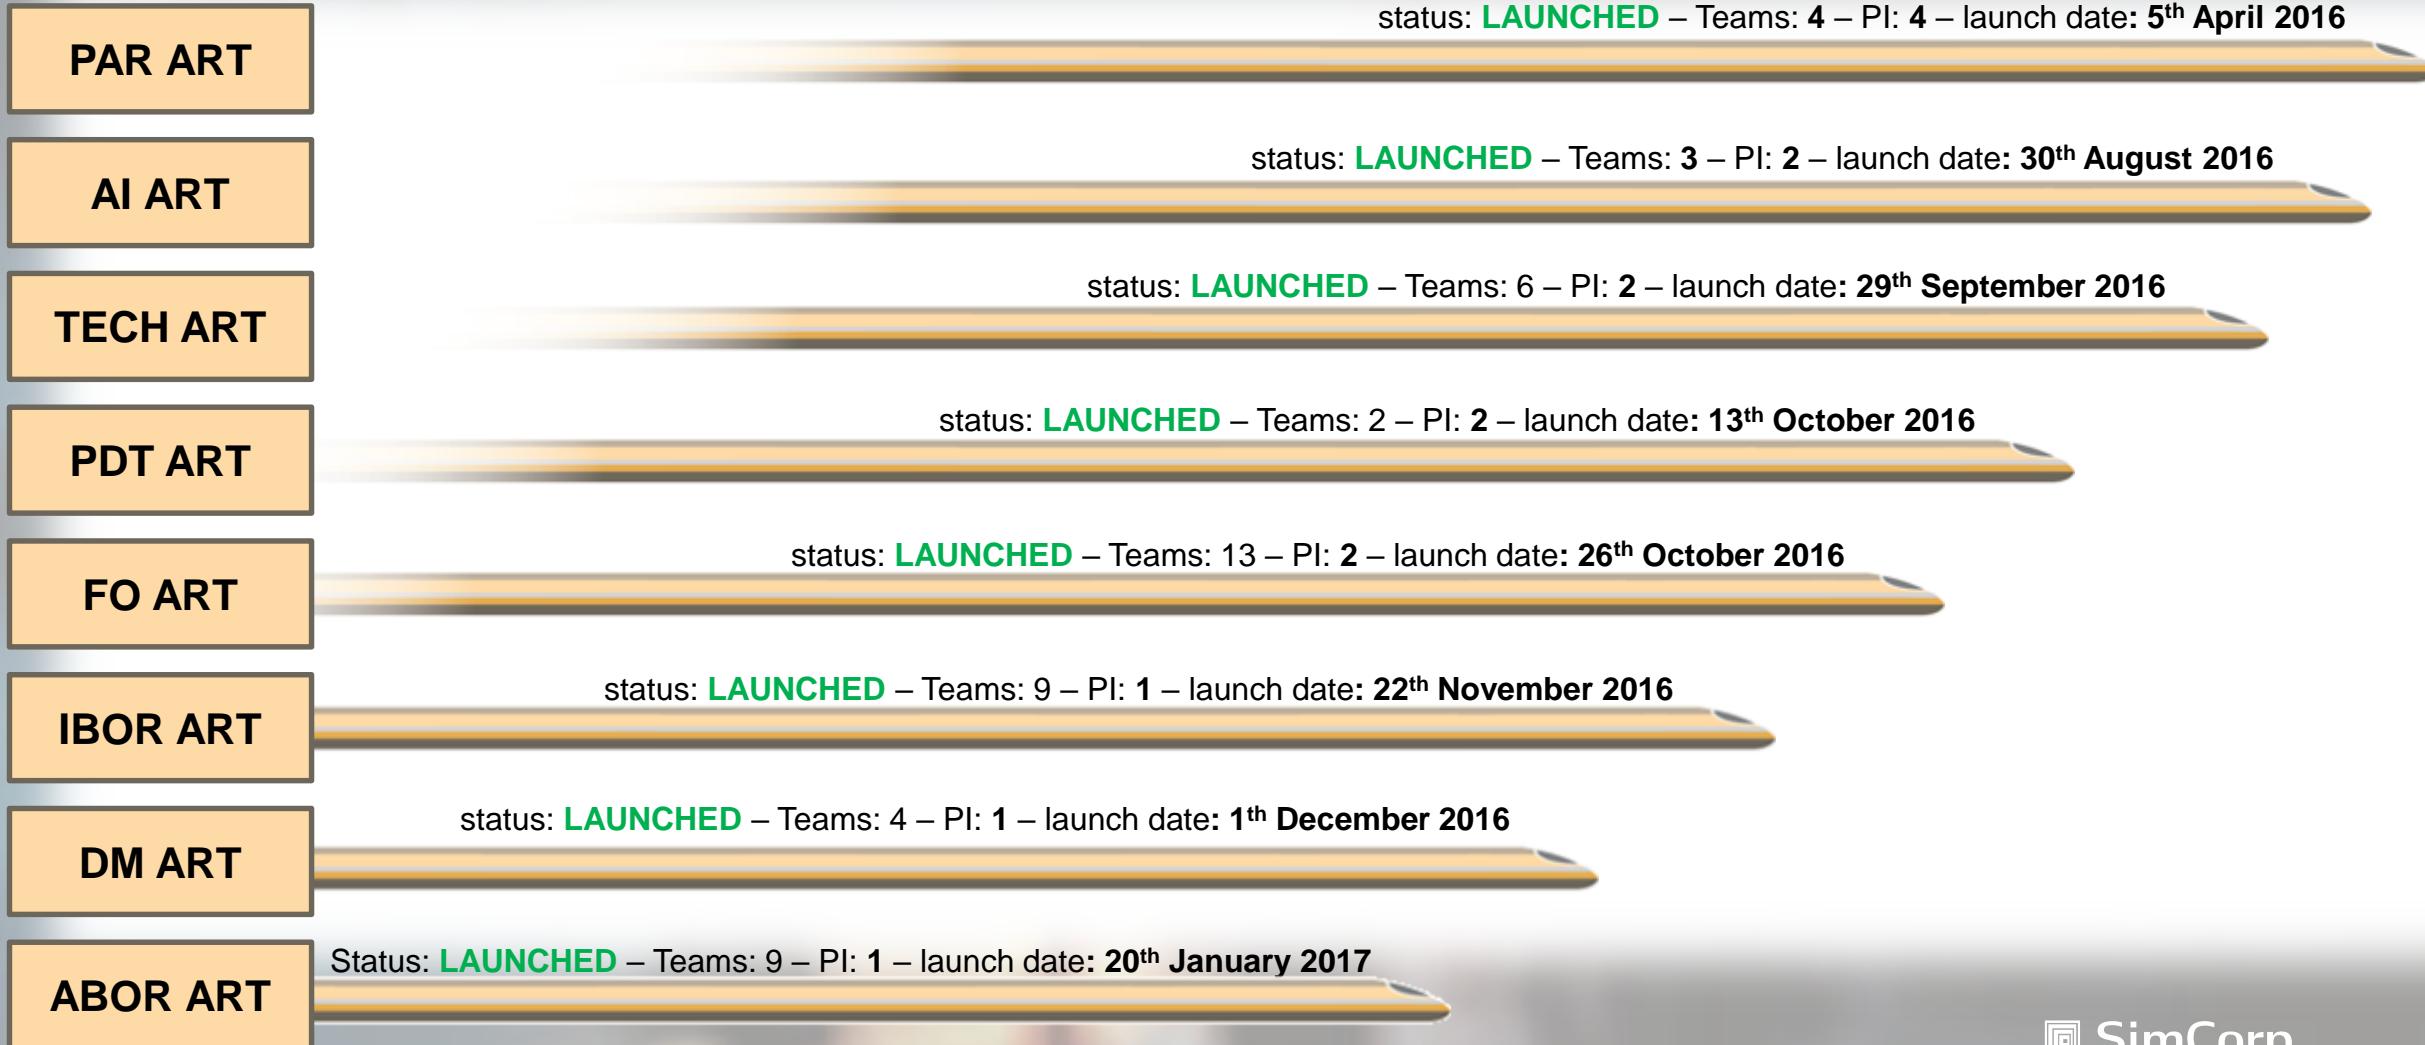 status: LAUNCHED – Teams: 4 – PI: 4 – launch date: 5th April 2016
PAR ART
status: LAUNCHED – Teams: 3 – PI: 2 – launch date: 30th August 2016
AI ART
status: LAUNCHED – Teams: 6 – PI: 2 – launch date: 29th September 2016
TECH ART
status: LAUNCHED – Teams: 2 – PI: 2 – launch date: 13th October 2016
PDT ART
status: LAUNCHED – Teams: 13 – PI: 2 – launch date: 26th October 2016
FO ART
status: LAUNCHED – Teams: 9 – PI: 1 – launch date: 22th November 2016
IBOR ART
status: LAUNCHED – Teams: 4 – PI: 1 – launch date: 1th December 2016
DM ART
Status: LAUNCHED – Teams: 9 – PI: 1 – launch date: 20th January 2017
ABOR ART
SimCorp